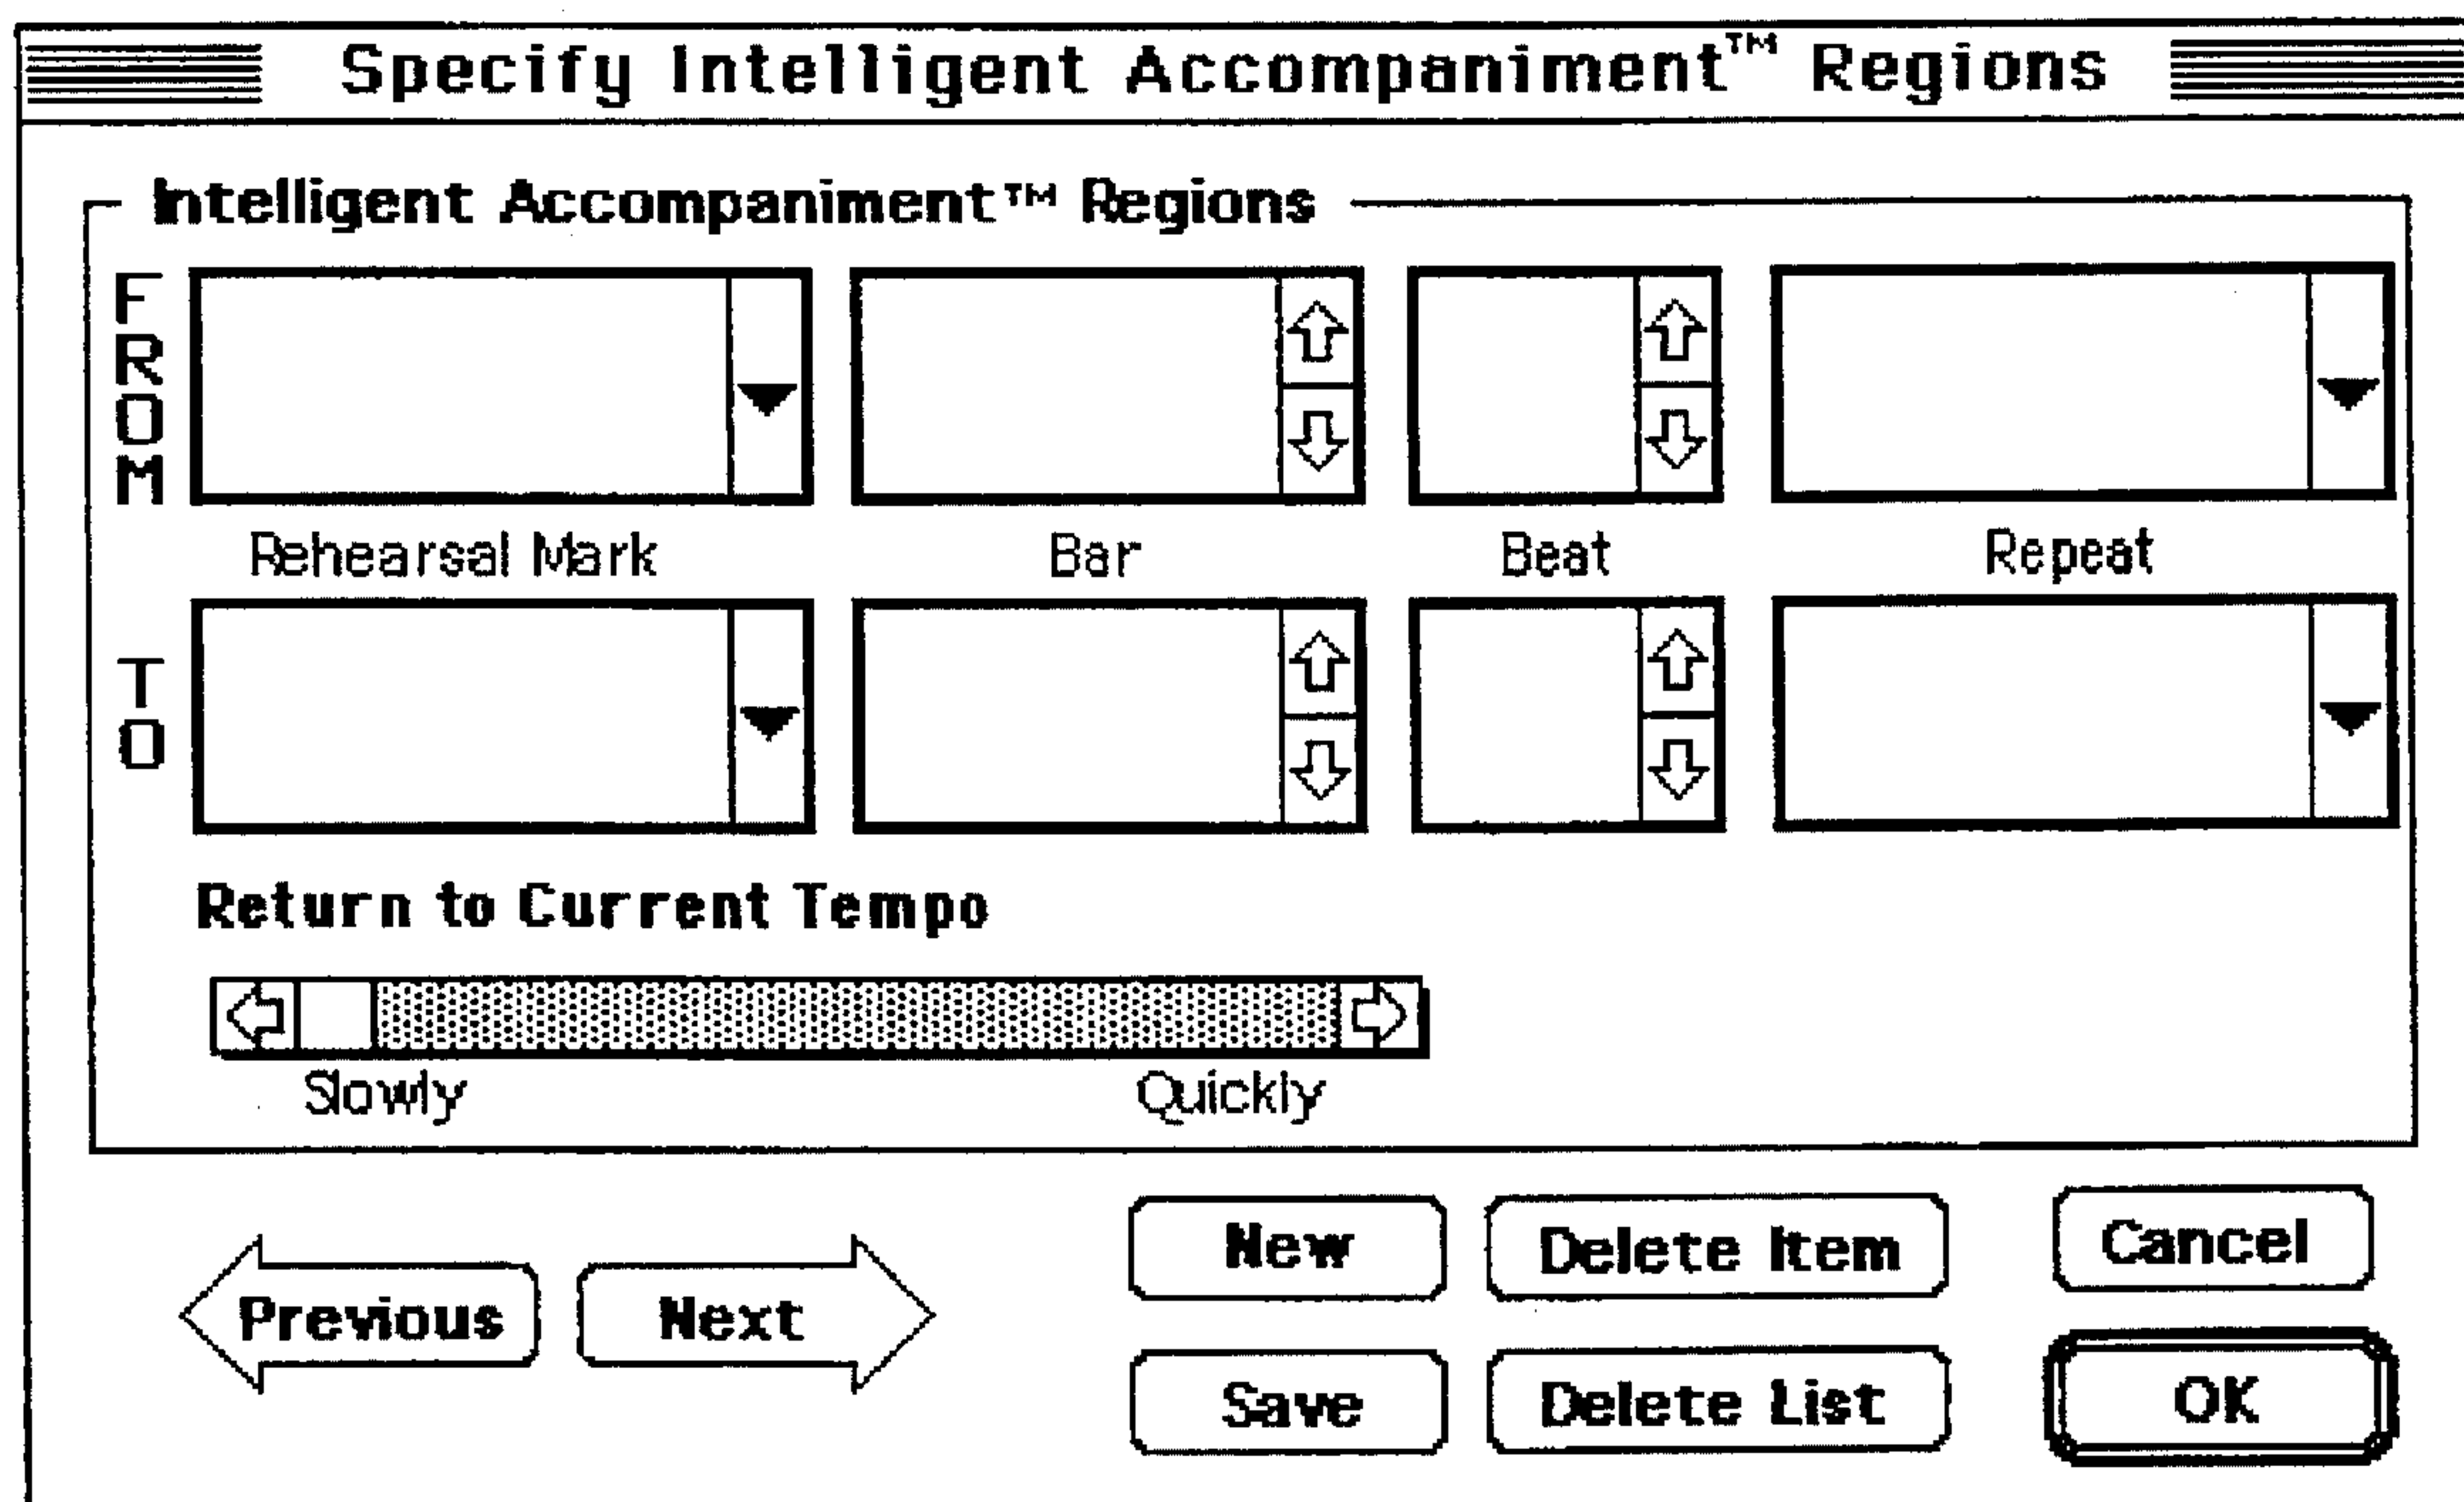 Specify Intelligent Accompaniment™ Regions
Intelligent Accompaniment™ Regions
FROM
Rehearsal Mark Bar Beat Repeat
TO
Return to Current Tempo
Slowly Quickly
New Delete Item Cancel
Previous Next
Save Delete List OK